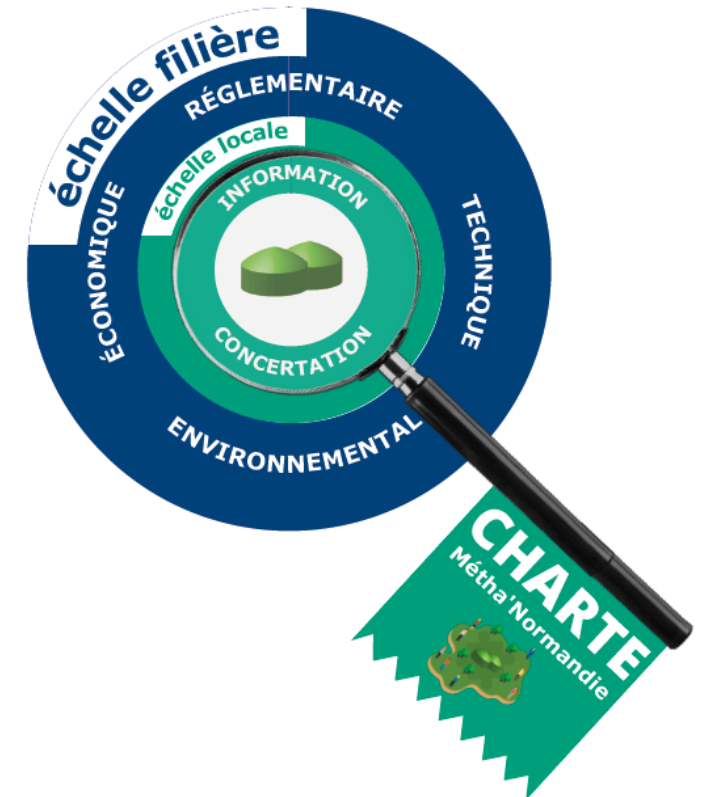 échelle filière
RÉGLEMENTAIRE
échelle locale
INFORMATION
ÉCONOMIQUE
TECHNIQUE
CONCERTATION
ENVIRONNEMENTAL
CHARTE
Métha'Normandie